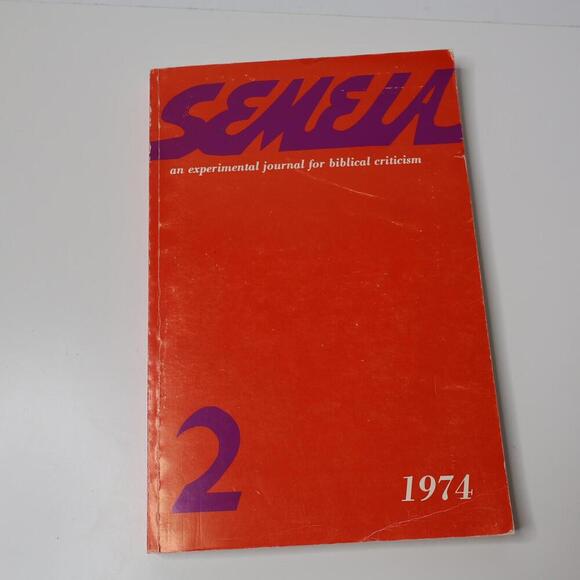 SEMEIA
an experimental journal for biblical criticism
2
1974